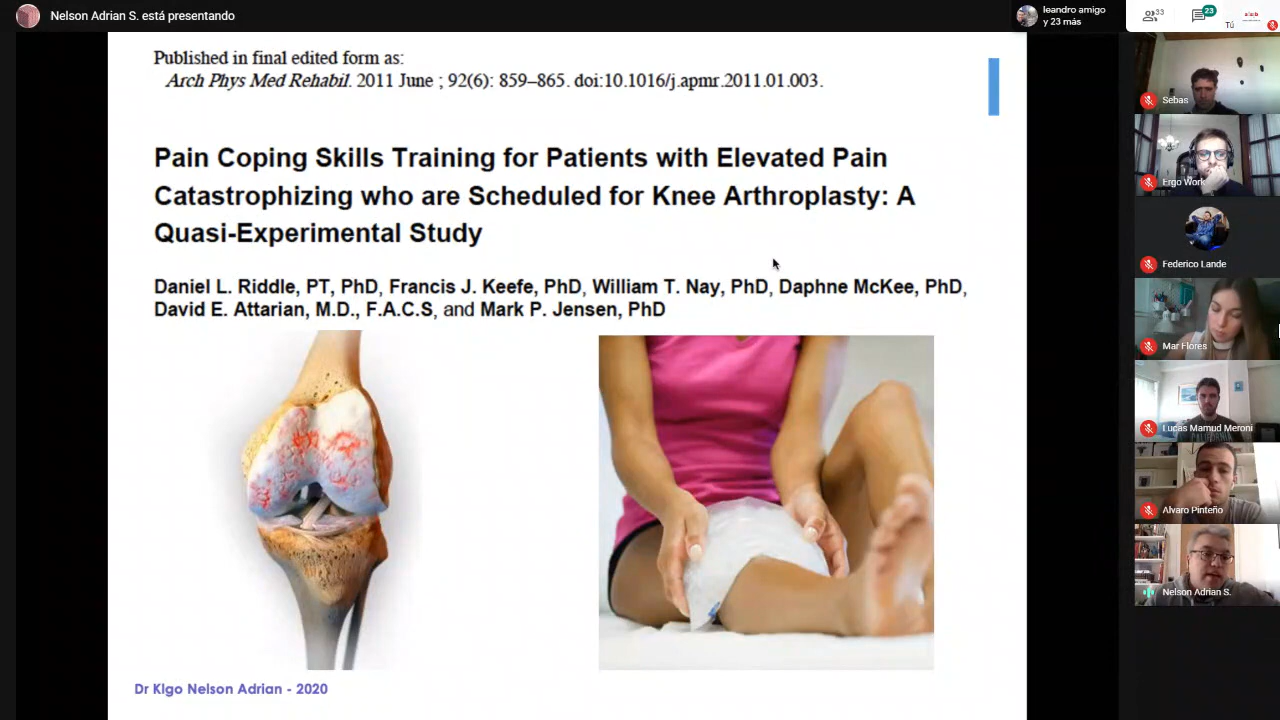 Nelson Adrian S. está presentando
leandro amigo
y 23 más
33
23
Tú
Published in final edited form as:
Arch Phys Med Rehabil. 2011 June ; 92(6): 859–865. doi:10.1016/j.apmr.2011.01.003.
Pain Coping Skills Training for Patients with Elevated Pain
Catastrophizing who are Scheduled for Knee Arthroplasty: A
Quasi-Experimental Study
Daniel L. Riddle, PT, PhD, Francis J. Keefe, PhD, William T. Nay, PhD, Daphne McKee, PhD,
David E. Attarian, M.D., F.A.C.S, and Mark P. Jensen, PhD
Dr Klgo Nelson Adrian - 2020
Sebas
Ergo Work
Federico Lande
Mar Flores
Lucas Mamud Meroni
CALIFORNIA
Alvaro Pinteño
Nelson Adrian S.